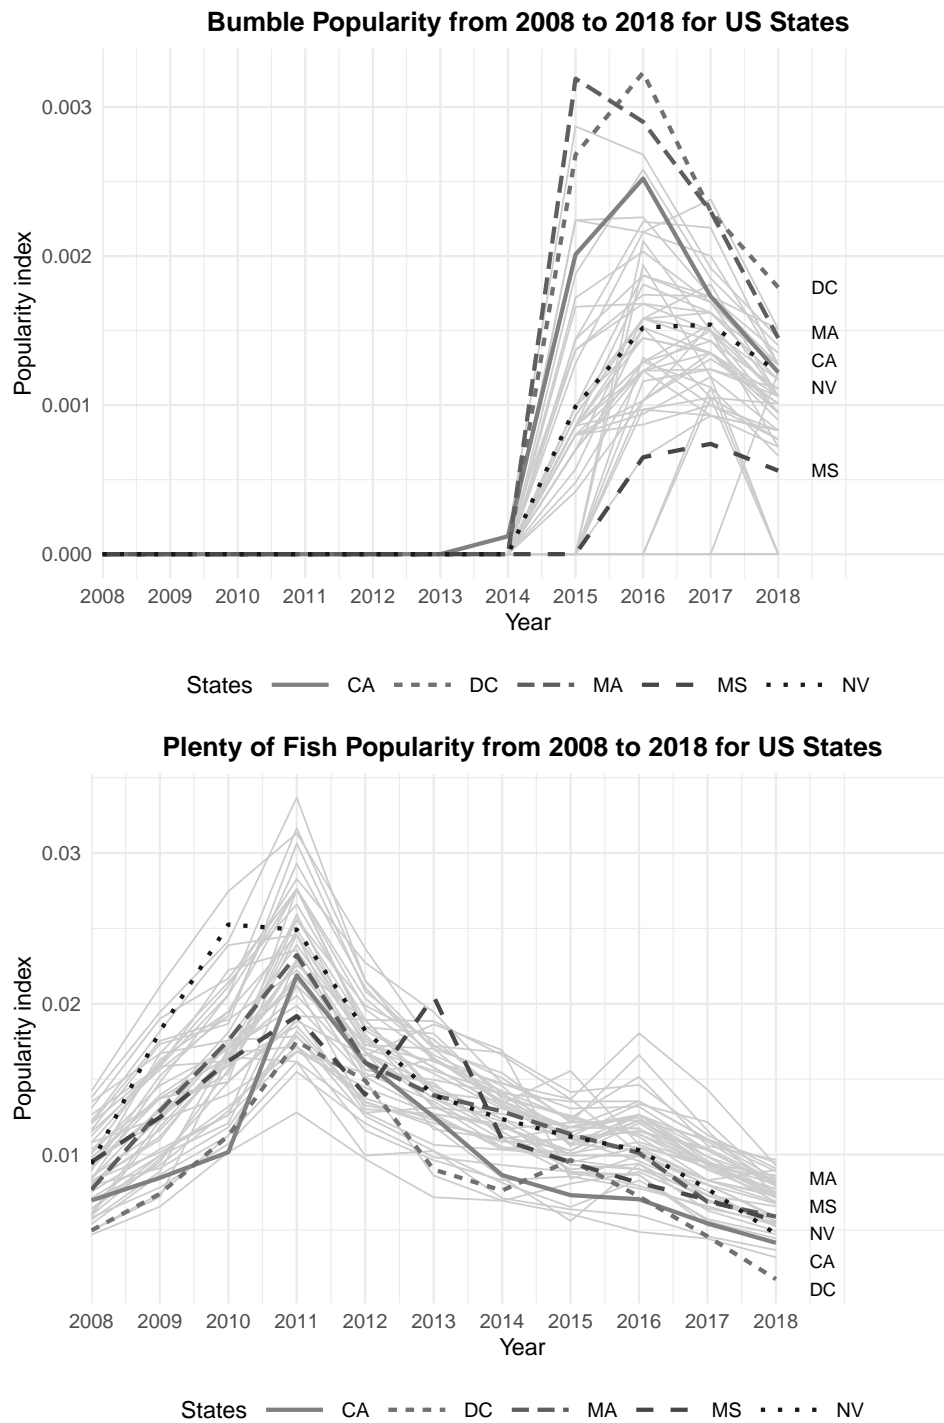 Bumble Popularity from 2008 to 2018 for US States
Popularity index
0.003
0.002
0.001
0.000
DC
MA
CA
NV
MS
2008 2009 2010 2011 2012 2013 2014 2015 2016 2017 2018
Year
States CA DC MA MS NV
Plenty of Fish Popularity from 2008 to 2018 for US States
Popularity index
0.03
0.02
0.01
MA
MS
NV
CA
DC
2008 2009 2010 2011 2012 2013 2014 2015 2016 2017 2018
Year
States CA DC MA MS NV